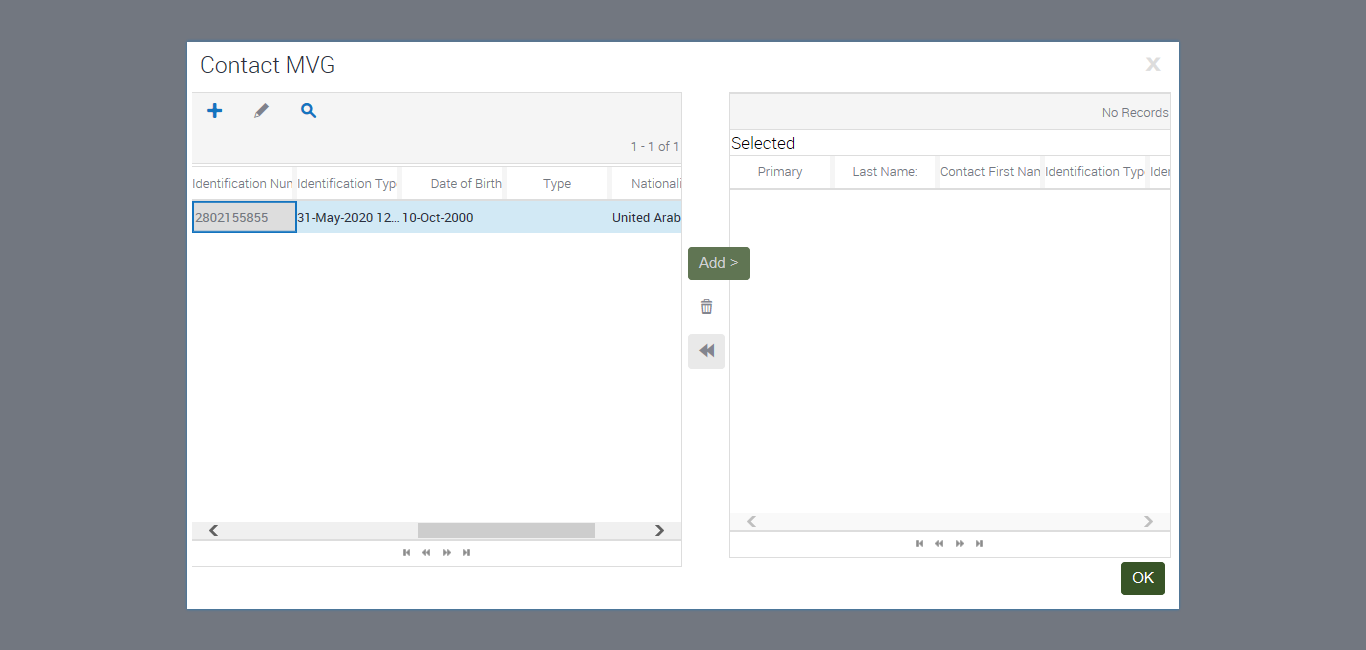 Contact MVG
X
1 - 1 of 1
Identification Nun Identification Typ Date of Birth Type Nationali
2802155855 31-May-2020 12... 10-Oct-2000 United Arab
Add >
No Records
Selected
Primary Last Name: Contact First Nan Identification Typ Iden
OK